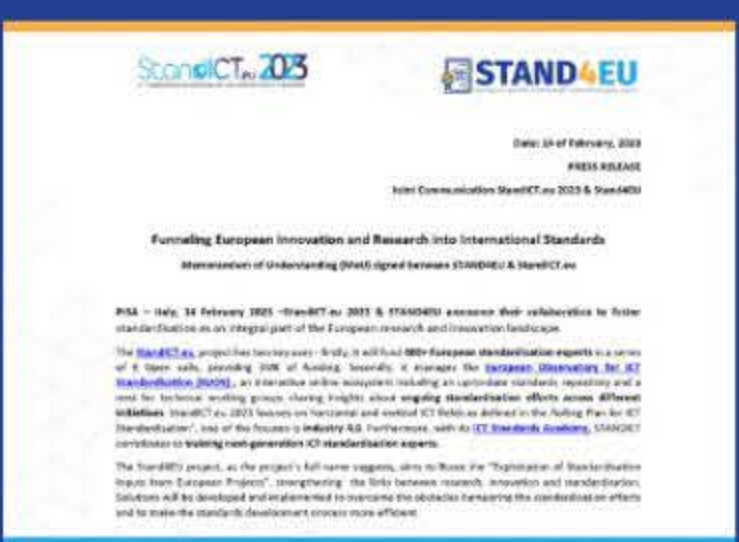 StandICT.eu 2023
STAND4EU
Date: 14 of February, 2023
PRESS RELEASE
Joint Communication StandICT.eu 2023 & Stand4EU
Funneling European Innovation and Research into International Standards
Memorandum of Understanding (MoU) signed between STAND4EU & StandICT.eu
PISA – Italy, 14 February 2023 –StandICT.eu 2023 & STAND4EU announce their collaboration to foster
standardisation as an integral part of the European research and innovation landscape.
The StandICT.eu project has two key axes - firstly, it will fund European standardisation experts in a series
of Open calls, providing of funding. Secondly, it manages the European Observatory for ICT
Standardisation (EUOS), an interactive online ecosystem including an up-to-date standards repository and a
nest for technical working groups sharing insights about ongoing standardisation efforts across different
initiatives. StandICT.eu 2023 focuses on horizontal and vertical ICT fields as defined in the Rolling Plan for ICT
Standardisation, one of the focuses is industry 4.0. Furthermore, with its ICT Standards Academy, STANDICT
contributes to training next-generation ICT standardisation experts.
The Stand4EU project, as the project's full name suggests, aims to Boost the "Exploitation of Standardisation
Inputs from European Projects", strengthening the links between research, innovation and standardisation.
Solutions will be developed and implemented to overcome the obstacles hampering the standardisation efforts
and to make the standards development process more efficient.